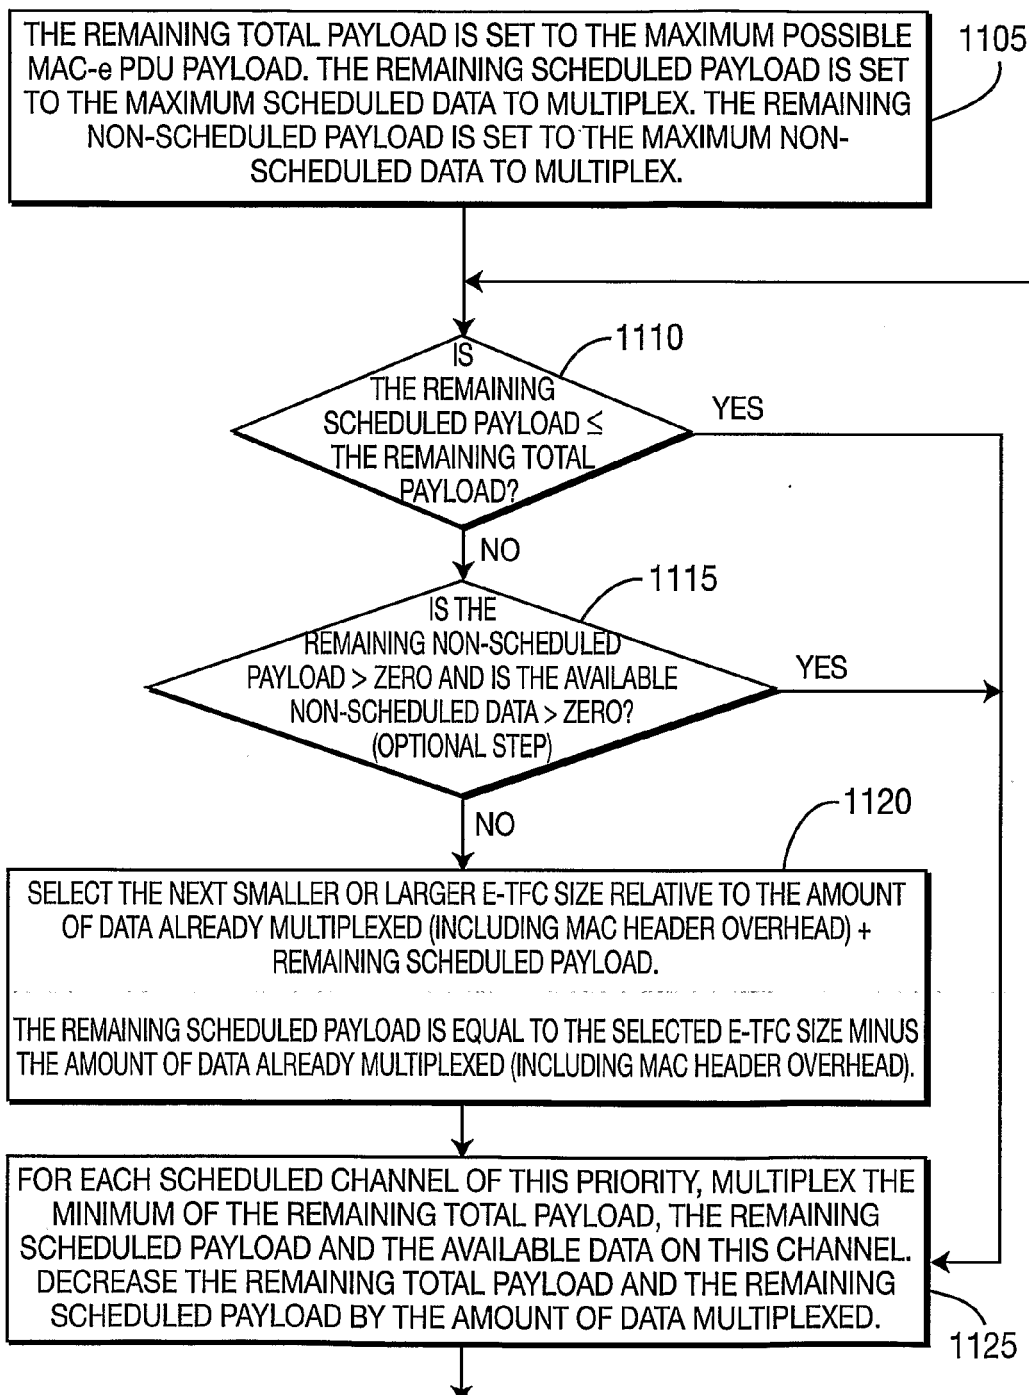 THE REMAINING TOTAL PAYLOAD IS SET TO THE MAXIMUM POSSIBLE
MAC-e PDU PAYLOAD. THE REMAINING SCHEDULED PAYLOAD IS SET
TO THE MAXIMUM SCHEDULED DATA TO MULTIPLEX. THE REMAINING
NON-SCHEDULED PAYLOAD IS SET TO THE MAXIMUM NON-
SCHEDULED DATA TO MULTIPLEX.
1105
1110
IS
THE REMAINING
SCHEDULED PAYLOAD ≤
THE REMAINING TOTAL
PAYLOAD?
YES
NO
1115
IS THE
REMAINING NON-SCHEDULED
PAYLOAD > ZERO AND IS THE AVAILABLE
NON-SCHEDULED DATA > ZERO?
(OPTIONAL STEP)
YES
NO
1120
SELECT THE NEXT SMALLER OR LARGER E-TFC SIZE RELATIVE TO THE AMOUNT
OF DATA ALREADY MULTIPLEXED (INCLUDING MAC HEADER OVERHEAD) +
REMAINING SCHEDULED PAYLOAD.
THE REMAINING SCHEDULED PAYLOAD IS EQUAL TO THE SELECTED E-TFC SIZE MINUS
THE AMOUNT OF DATA ALREADY MULTIPLEXED (INCLUDING MAC HEADER OVERHEAD).
FOR EACH SCHEDULED CHANNEL OF THIS PRIORITY, MULTIPLEX THE
MINIMUM OF THE REMAINING TOTAL PAYLOAD, THE REMAINING
SCHEDULED PAYLOAD AND THE AVAILABLE DATA ON THIS CHANNEL.
DECREASE THE REMAINING TOTAL PAYLOAD AND THE REMAINING
SCHEDULED PAYLOAD BY THE AMOUNT OF DATA MULTIPLEXED.
1125